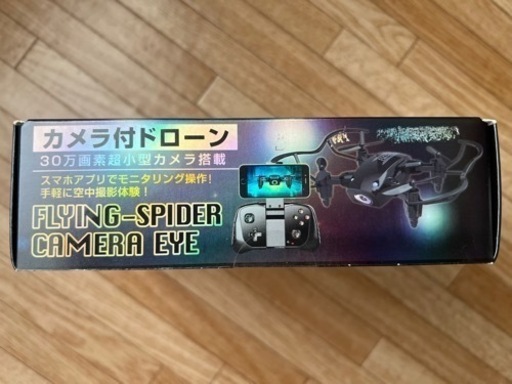 カメラ付ドローン
30万画素超小型カメラ搭載
スマホアプリでモニタリング操作!
手軽に空中撮影体験!
FLYING-SPIDER
CAMERA EYE